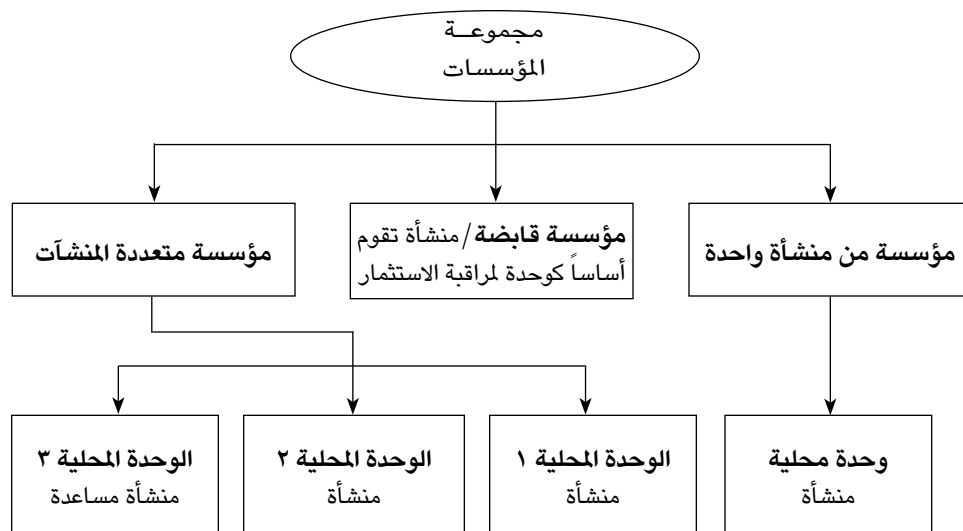 مجموعــة
المؤسسات
مؤسسة من منشأة واحدة
مؤسسة قابضة/منشأة تقوم
أساساً كوحدة لمراقبة الاستثمار
مؤسسة متعددة المنشآت
وحدة محلية
منشأة
الوحدة المحلية ١
منشأة
الوحدة المحلية ٢
منشأة
الوحدة المحلية ٣
منشأة مساعدة